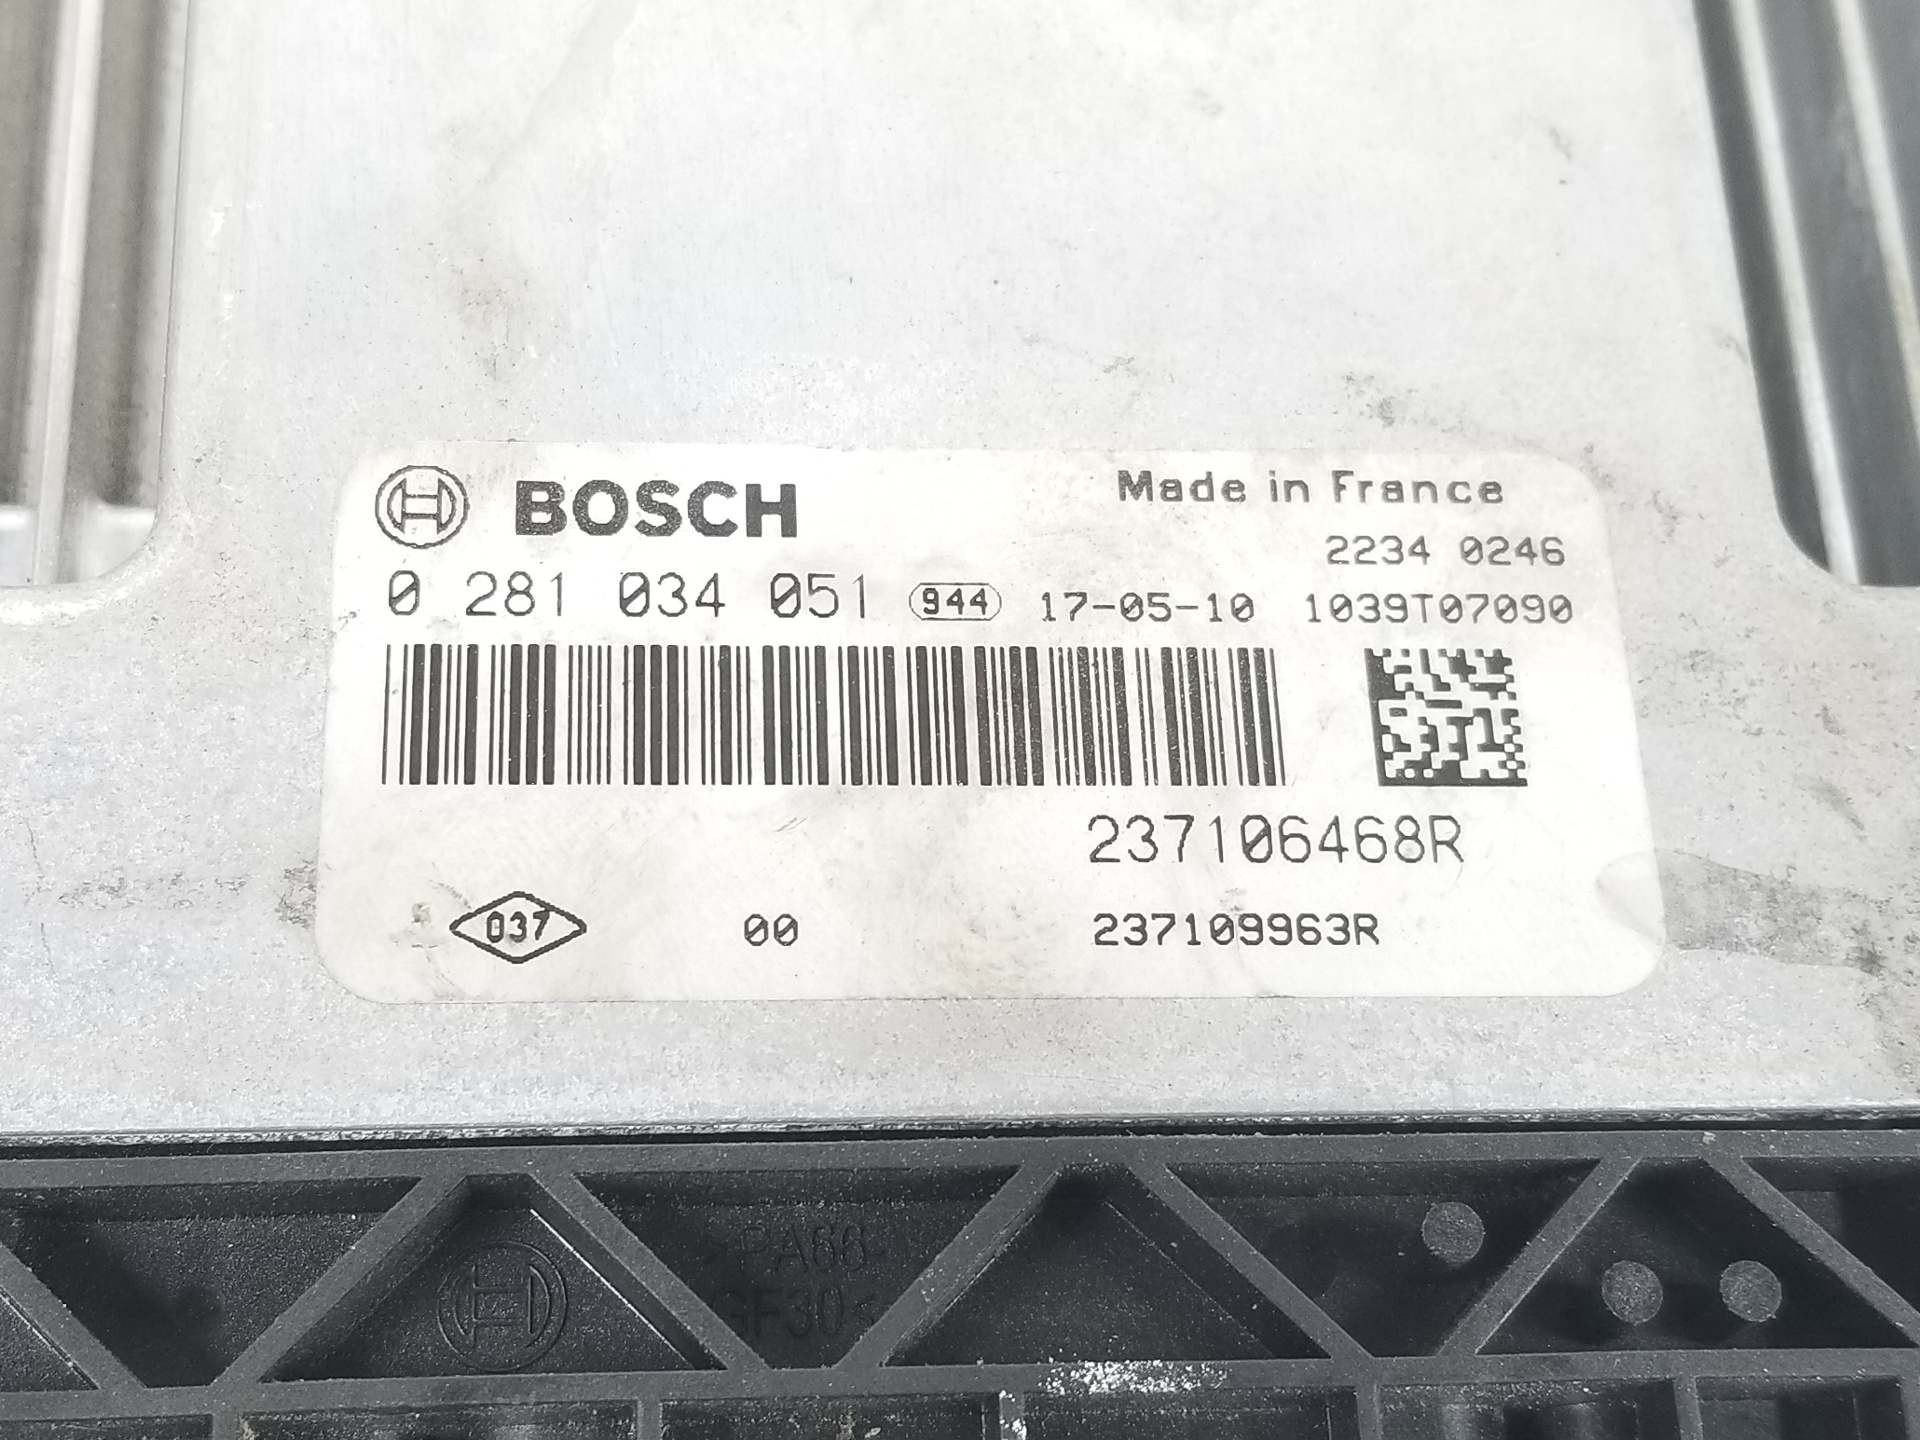 BOSCH
Made in France
2234 0246
0 281 034 051 944 17-05-10 1039T07090
237106468R
037 00 237109963R
>PA66-
GF30<